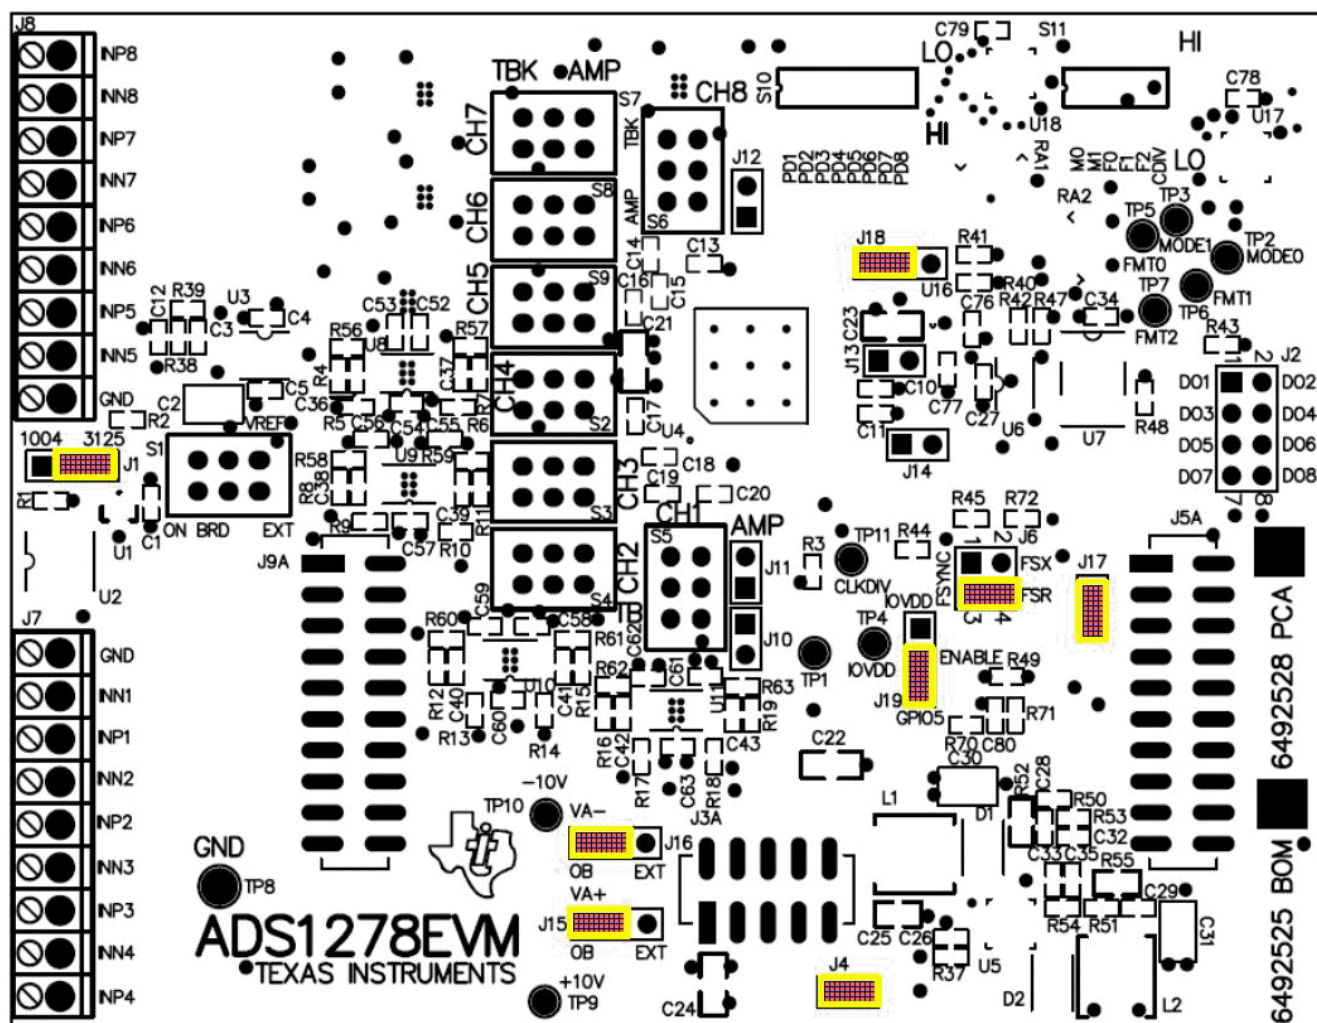 J8
INP8
INN8
INP7
INN7
INP6
INN6
INP5
INN5
GND
TBK AMP
CH7
S7
CH6
S8
CH5
S9
CH4
S2
CH3
S3
CH2
S4
CH8
TBK
AMP
S6
J12
S10
C79
S11
LO
HI
HI
U18
RA1
RA2
C78
U17
LO
PD1
PD2
PD3
PD4
PD5
PD6
PD7
PD8
M0
M1
F0
F1
F2
CDIV
TP3
TP5
MODE1
TP2
MODE0
FMT0
TP7
TP6
FMT1
FMT2
J18
U16
R41
R40
C76
R42
R47
C34
R43
C14
C13
C16
C15
C21
C17
U4
C18
C19
C20
C23
J13
C10
C11
C77
C27
J14
U6
U7
R48
1 2
J2
DO1
DO2
DO3
DO4
DO5
DO6
DO7
DO8
7 8
C12
R39
U3
C4
C3
R38
C5
C2
R2
VREF
1004 3125
J1
S1
ON BRD
EXT
R1
U1
C1
U2
C53
C52
R56
U8
R57
R4
C37
C36
R5
C56
C54
C55
R7
R6
R58
U9
R59
R8
C38
R9
C39
R11
C57
R10
J9A
CH1
S5
AMP
TB
J11
J10
R3
TP11
CLKDIV
R44
R45
R72
FSYNC
1 2
J6
FSX
FSR
3 4
J17
J5A
IOVDD
TP4
IOVDD
TP1
ENABLE
J19
GPIO5
R49
R71
R70
C80
J7
GND
INN1
INP1
INN2
INP2
INN3
INP3
INN4
INP4
C59
C58
R60
R61
R12
C40
R13
C60
U10
R14
C41
R15
C62
C61
R62
U11
R63
R16
C42
R17
C63
R18
C43
R19
C22
C30
L1
D1
R52
C28
R50
R53
C32
C33
C35
R55
C29
R54
R51
C31
-10V
TP10
VA-
J16
OB
EXT
VA+
J15
OB
EXT
+10V
TP9
J3A
C24
J4
C25
C26
R37
U5
D2
L2
GND
TP8
ADS1278EVM
TEXAS INSTRUMENTS
6492528 PCA
6492525 BOM